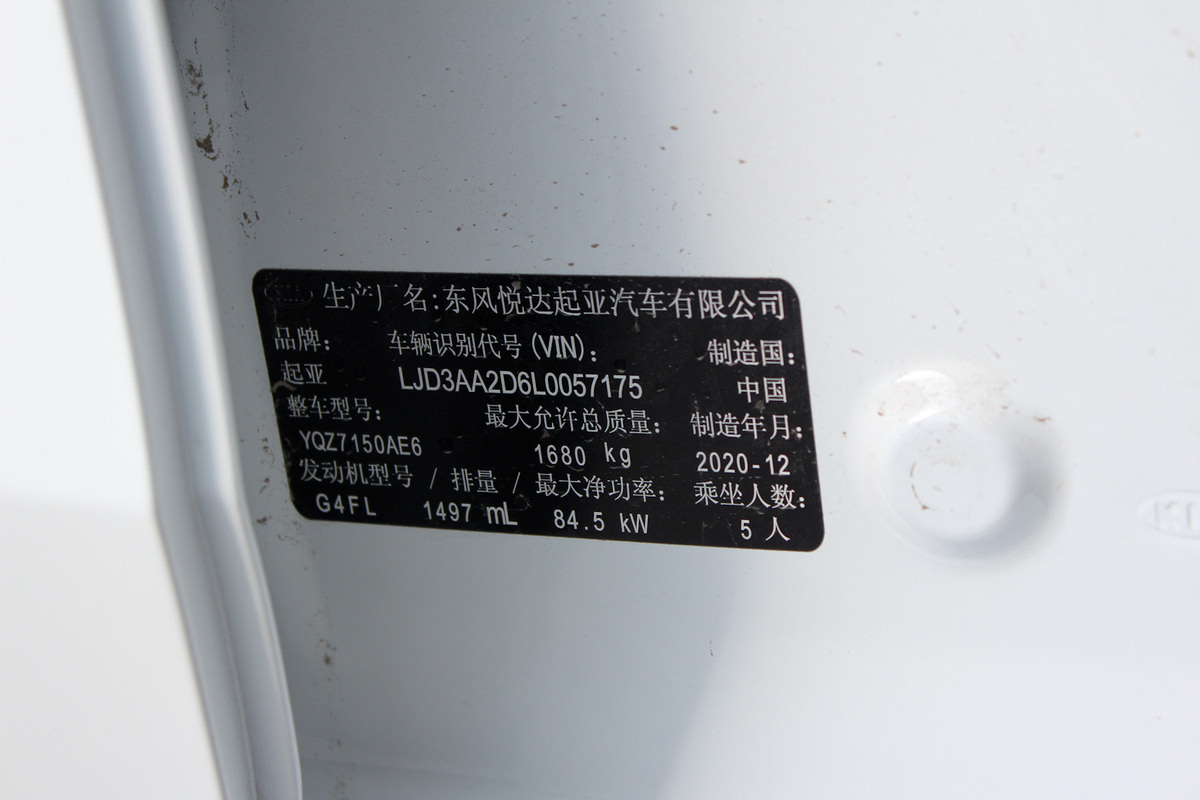 生产厂名:东风悦达起亚汽车有限公司
品牌: 车辆识别代号(VIN): 制造国:
起亚 LJD3AA2D6L0057175 中国
整车型号: 最大允许总质量: 制造年月:
YQZ7150AE6 1680 kg 2020-12
发动机型号 / 排量 / 最大净功率: 乘坐人数:
G4FL 1497 mL 84.5 kW 5 人